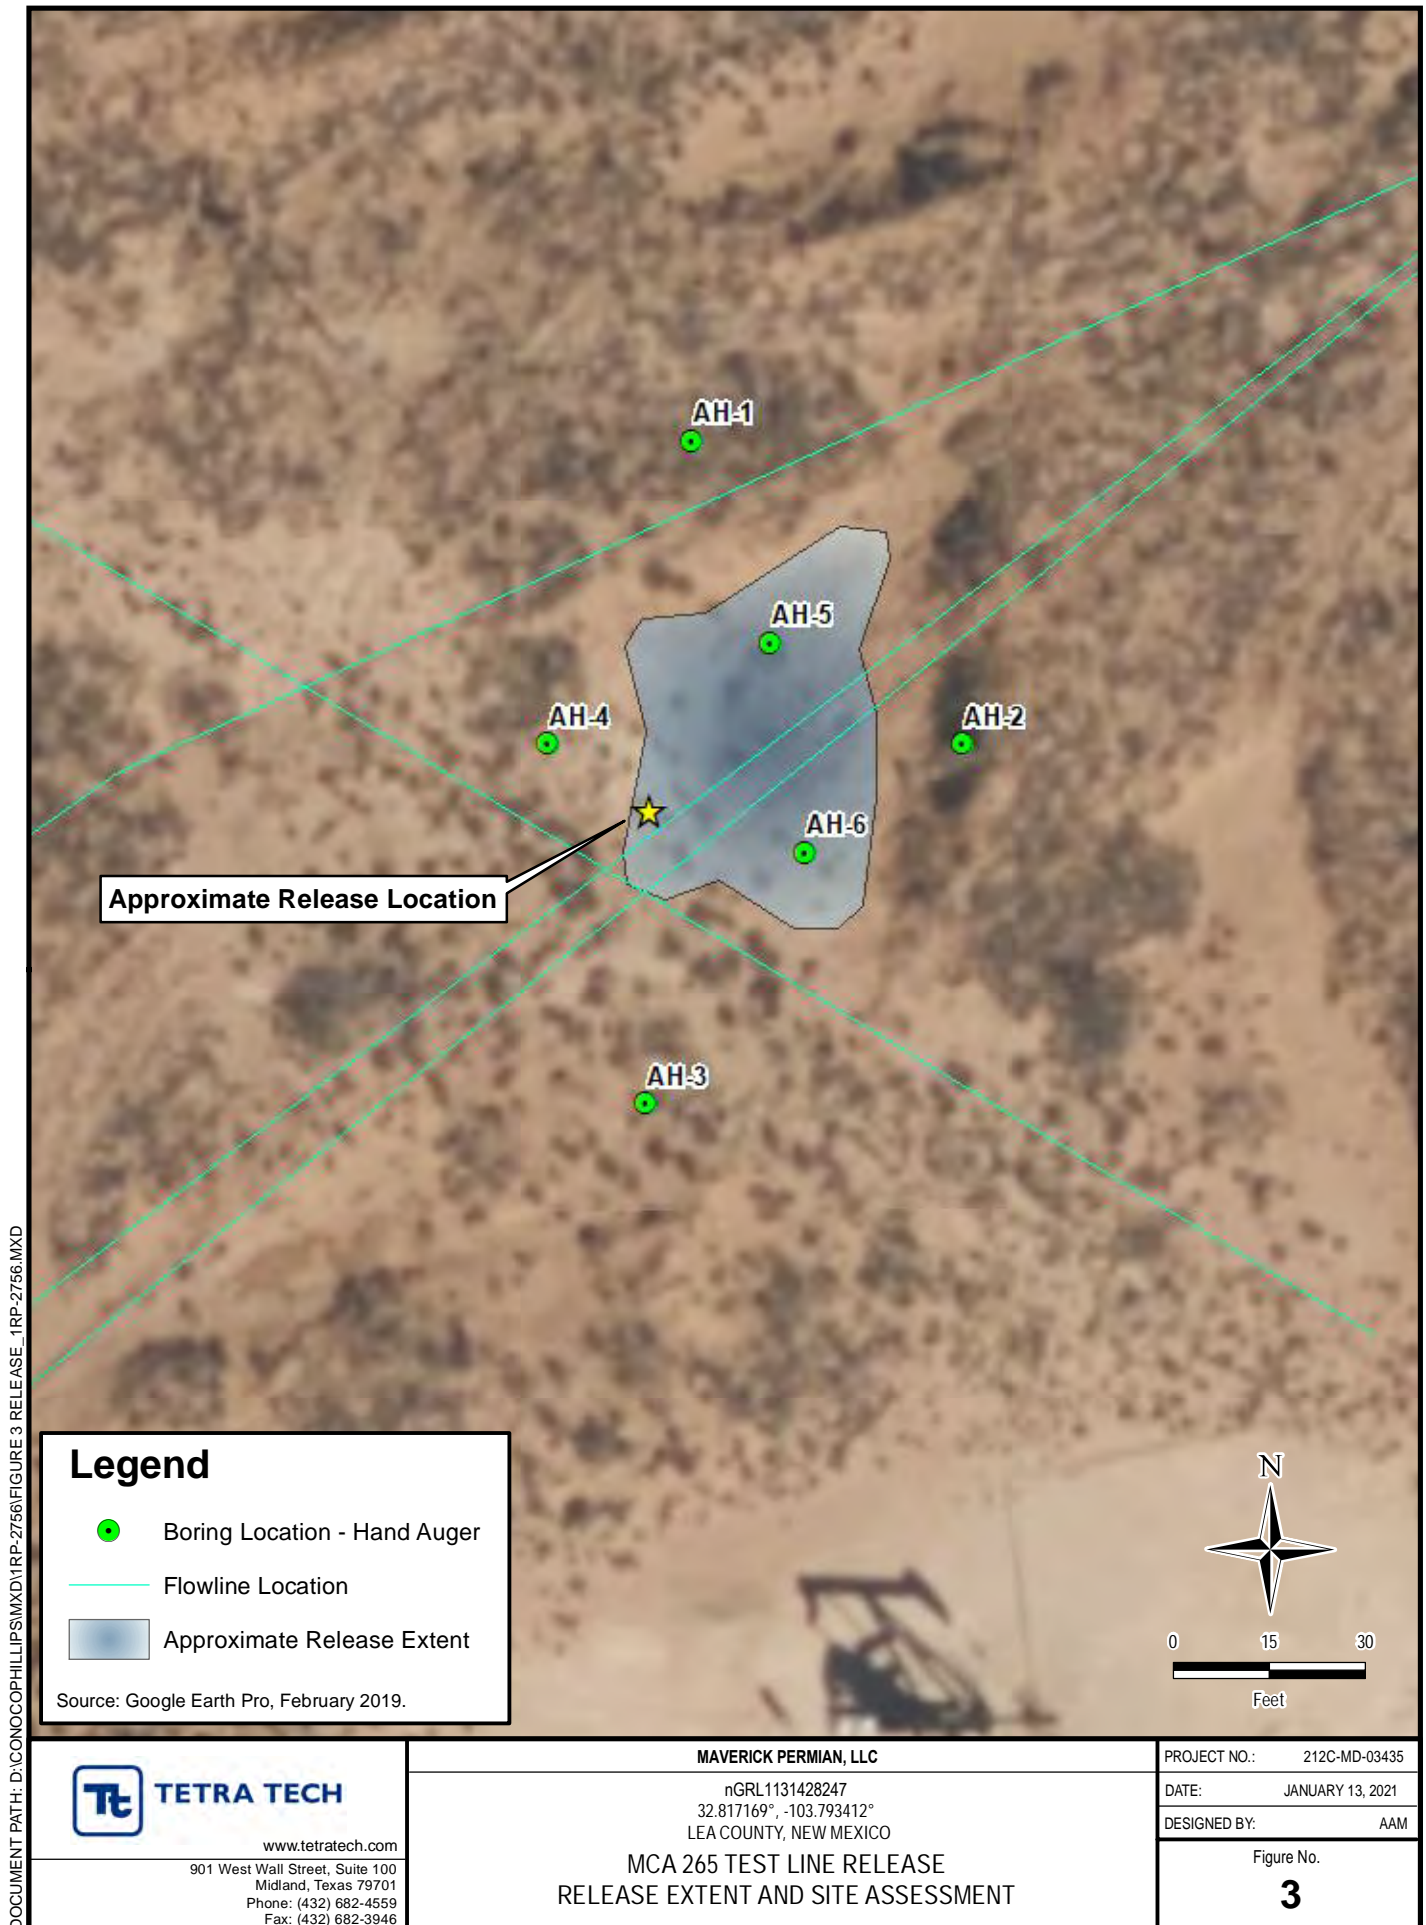 AH-1
AH-5
AH-4
AH-2
AH-6
Approximate Release Location
AH-3
DOCUMENT PATH: D:\CONOCOPHILLIPS\MXD\1RP-2756\FIGURE 3 RELEASE_1RP-2756.MXD
Legend
Boring Location - Hand Auger
Flowline Location
Approximate Release Extent
Source: Google Earth Pro, February 2019.
N
0 15 30
Feet
Tt TETRA TECH
www.tetratech.com
901 West Wall Street, Suite 100
Midland, Texas 79701
Phone: (432) 682-4559
Fax: (432) 682-3946
MAVERICK PERMIAN, LLC
nGRL1131428247
32.817169°, -103.793412°
LEA COUNTY, NEW MEXICO
MCA 265 TEST LINE RELEASE
RELEASE EXTENT AND SITE ASSESSMENT
PROJECT NO.: 212C-MD-03435
DATE: JANUARY 13, 2021
DESIGNED BY: AAM
Figure No.
3